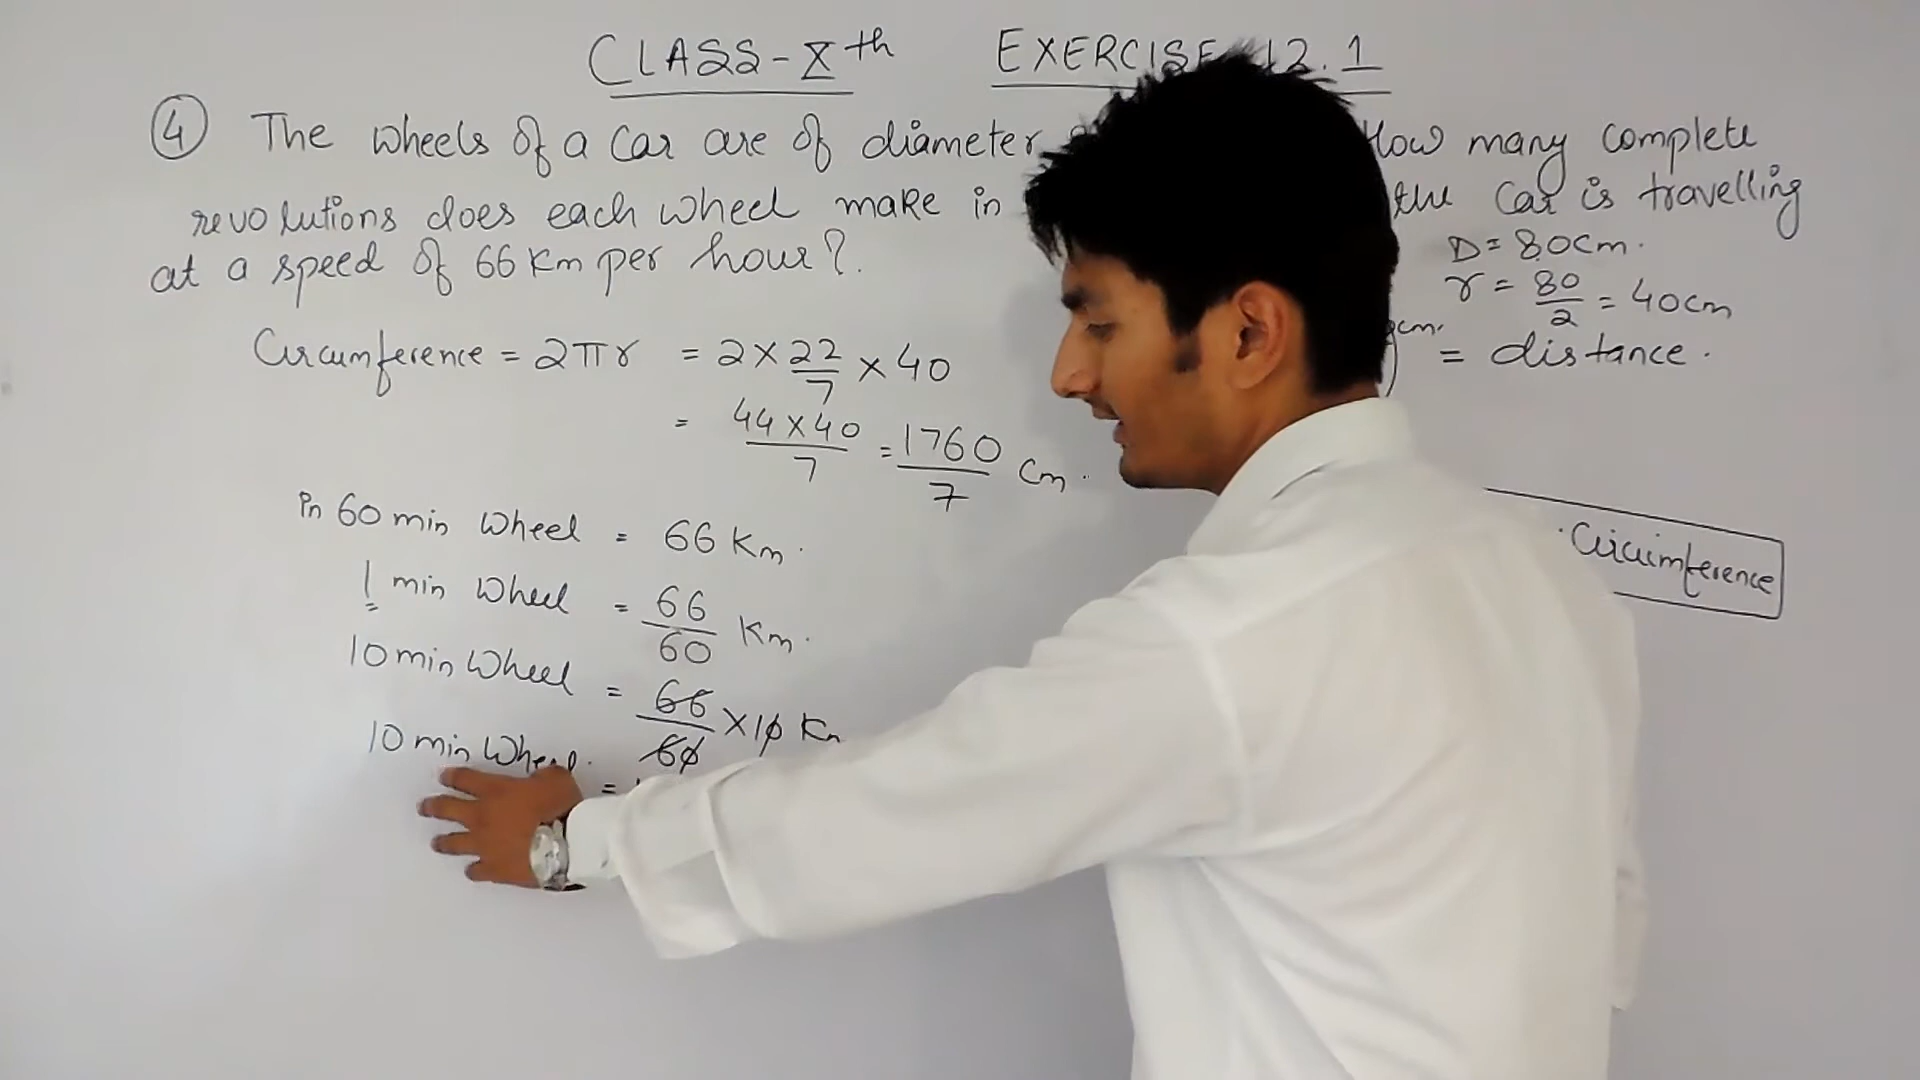 CLASS-Xth EXERCISE 12.1
④ The wheels of a Car are of diameter How many complete
revolutions does each wheel make in the Car is travelling
at a speed of 66 Km per hour?.
D = 80cm.
r = 80/2 = 40cm
Circumference = 2πr = 2 × 22/7 × 40
cm.
= distance.
= 44 × 40/7 = 1760/7 Cm.
In 60 min Wheel = 66 Km.
Circuimference
1 min Wheel = 66/60 Km.
10 min Wheel = 66/60 × 10 Km
10 min Wheel.
=